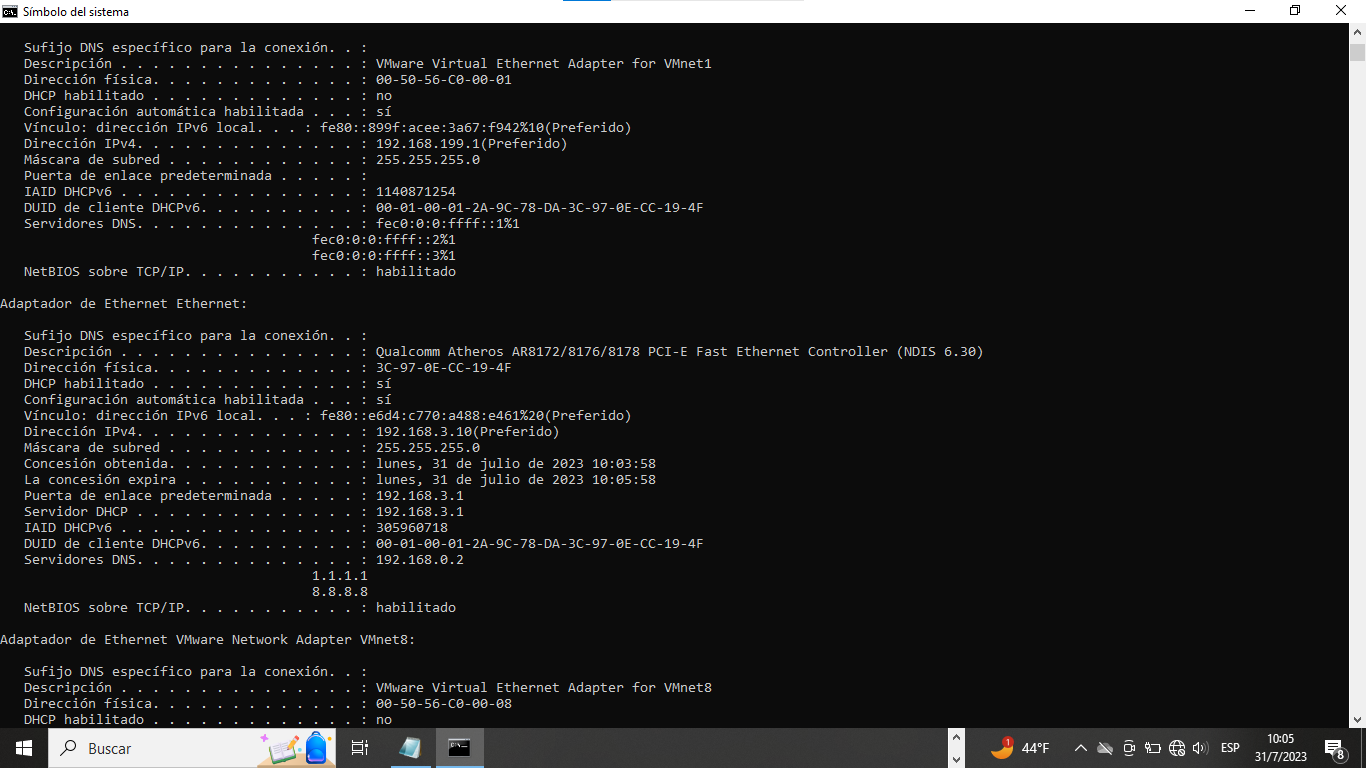 Símbolo del sistema
Sufijo DNS específico para la conexión. . :
Descripción . . . . . . . . . . . . . . . : VMware Virtual Ethernet Adapter for VMnet1
Dirección física. . . . . . . . . . . . . : 00-50-56-C0-00-01
DHCP habilitado . . . . . . . . . . . . . : no
Configuración automática habilitada . . . : sí
Vínculo: dirección IPv6 local. . . : fe80::899f:acee:3a67:f942%10(Preferido)
Dirección IPv4. . . . . . . . . . . . . . : 192.168.199.1(Preferido)
Máscara de subred . . . . . . . . . . . . : 255.255.255.0
Puerta de enlace predeterminada . . . . . :
IAID DHCPv6 . . . . . . . . . . . . . . . : 1140871254
DUID de cliente DHCPv6. . . . . . . . . . : 00-01-00-01-2A-9C-78-DA-3C-97-0E-CC-19-4F
Servidores DNS. . . . . . . . . . . . . . : fec0:0:0:ffff::1%1
fec0:0:0:ffff::2%1
fec0:0:0:ffff::3%1
NetBIOS sobre TCP/IP. . . . . . . . . . . : habilitado
Adaptador de Ethernet Ethernet:
Sufijo DNS específico para la conexión. . :
Descripción . . . . . . . . . . . . . . . : Qualcomm Atheros AR8172/8176/8178 PCI-E Fast Ethernet Controller (NDIS 6.30)
Dirección física. . . . . . . . . . . . . : 3C-97-0E-CC-19-4F
DHCP habilitado . . . . . . . . . . . . . : sí
Configuración automática habilitada . . . : sí
Vínculo: dirección IPv6 local. . . : fe80::e6d4:c770:a488:e461%20(Preferido)
Dirección IPv4. . . . . . . . . . . . . . : 192.168.3.10(Preferido)
Máscara de subred . . . . . . . . . . . . : 255.255.255.0
Concesión obtenida. . . . . . . . . . . . : lunes, 31 de julio de 2023 10:03:58
La concesión expira . . . . . . . . . . . : lunes, 31 de julio de 2023 10:05:58
Puerta de enlace predeterminada . . . . . : 192.168.3.1
Servidor DHCP . . . . . . . . . . . . . . : 192.168.3.1
IAID DHCPv6 . . . . . . . . . . . . . . . : 305960718
DUID de cliente DHCPv6. . . . . . . . . . : 00-01-00-01-2A-9C-78-DA-3C-97-0E-CC-19-4F
Servidores DNS. . . . . . . . . . . . . . : 192.168.0.2
1.1.1.1
8.8.8.8
NetBIOS sobre TCP/IP. . . . . . . . . . . : habilitado
Adaptador de Ethernet VMware Network Adapter VMnet8:
Sufijo DNS específico para la conexión. . :
Descripción . . . . . . . . . . . . . . . : VMware Virtual Ethernet Adapter for VMnet8
Dirección física. . . . . . . . . . . . . : 00-50-56-C0-00-08
DHCP habilitado . . . . . . . . . . . . . : no
Buscar
1
44°F
ESP
10:05
31/7/2023
8